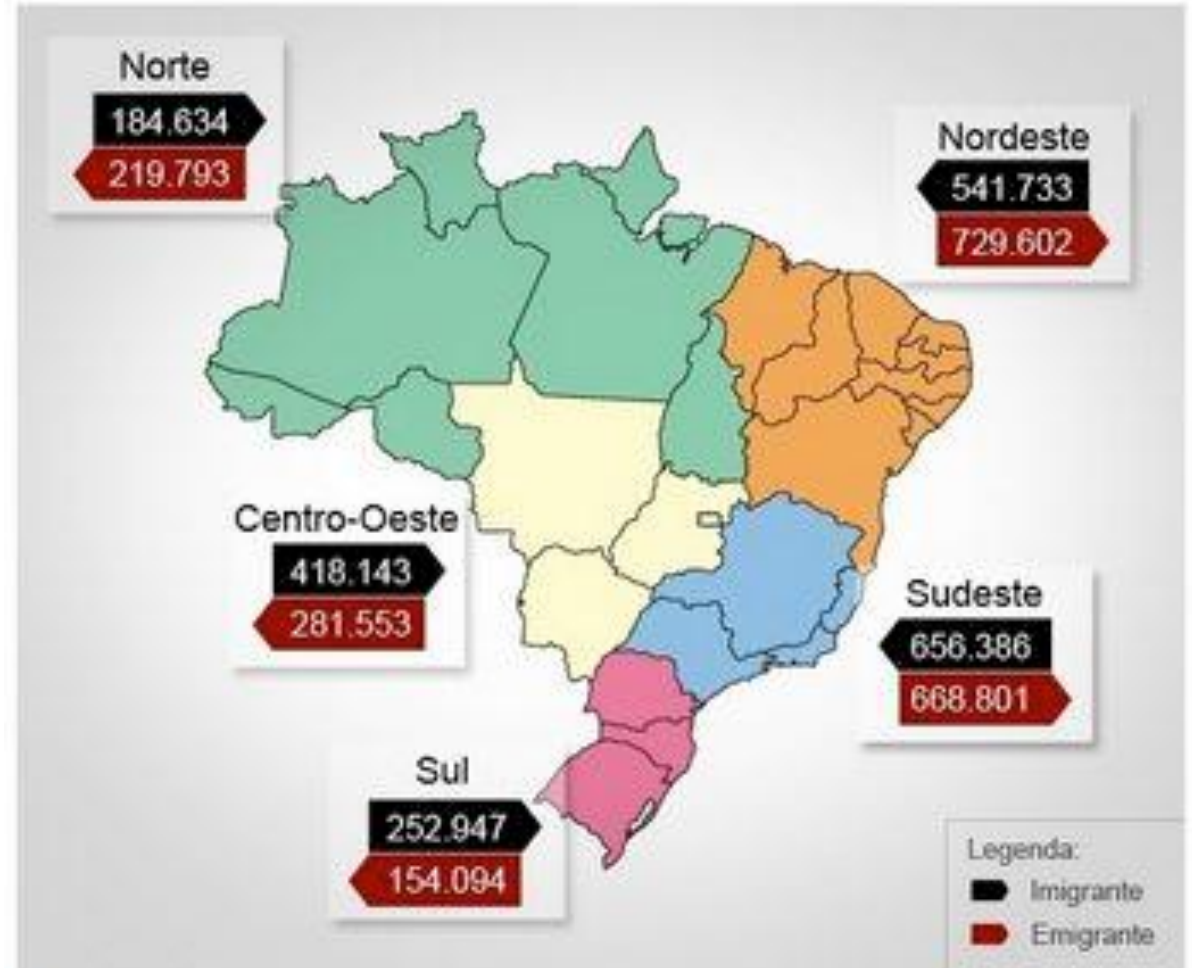 Norte
184.634
219.793
Nordeste
541.733
729.602
Centro-Oeste
418.143
281.553
Sudeste
656.386
668.801
Sul
252.947
154.094
Legenda:
Imigrante
Emigrante